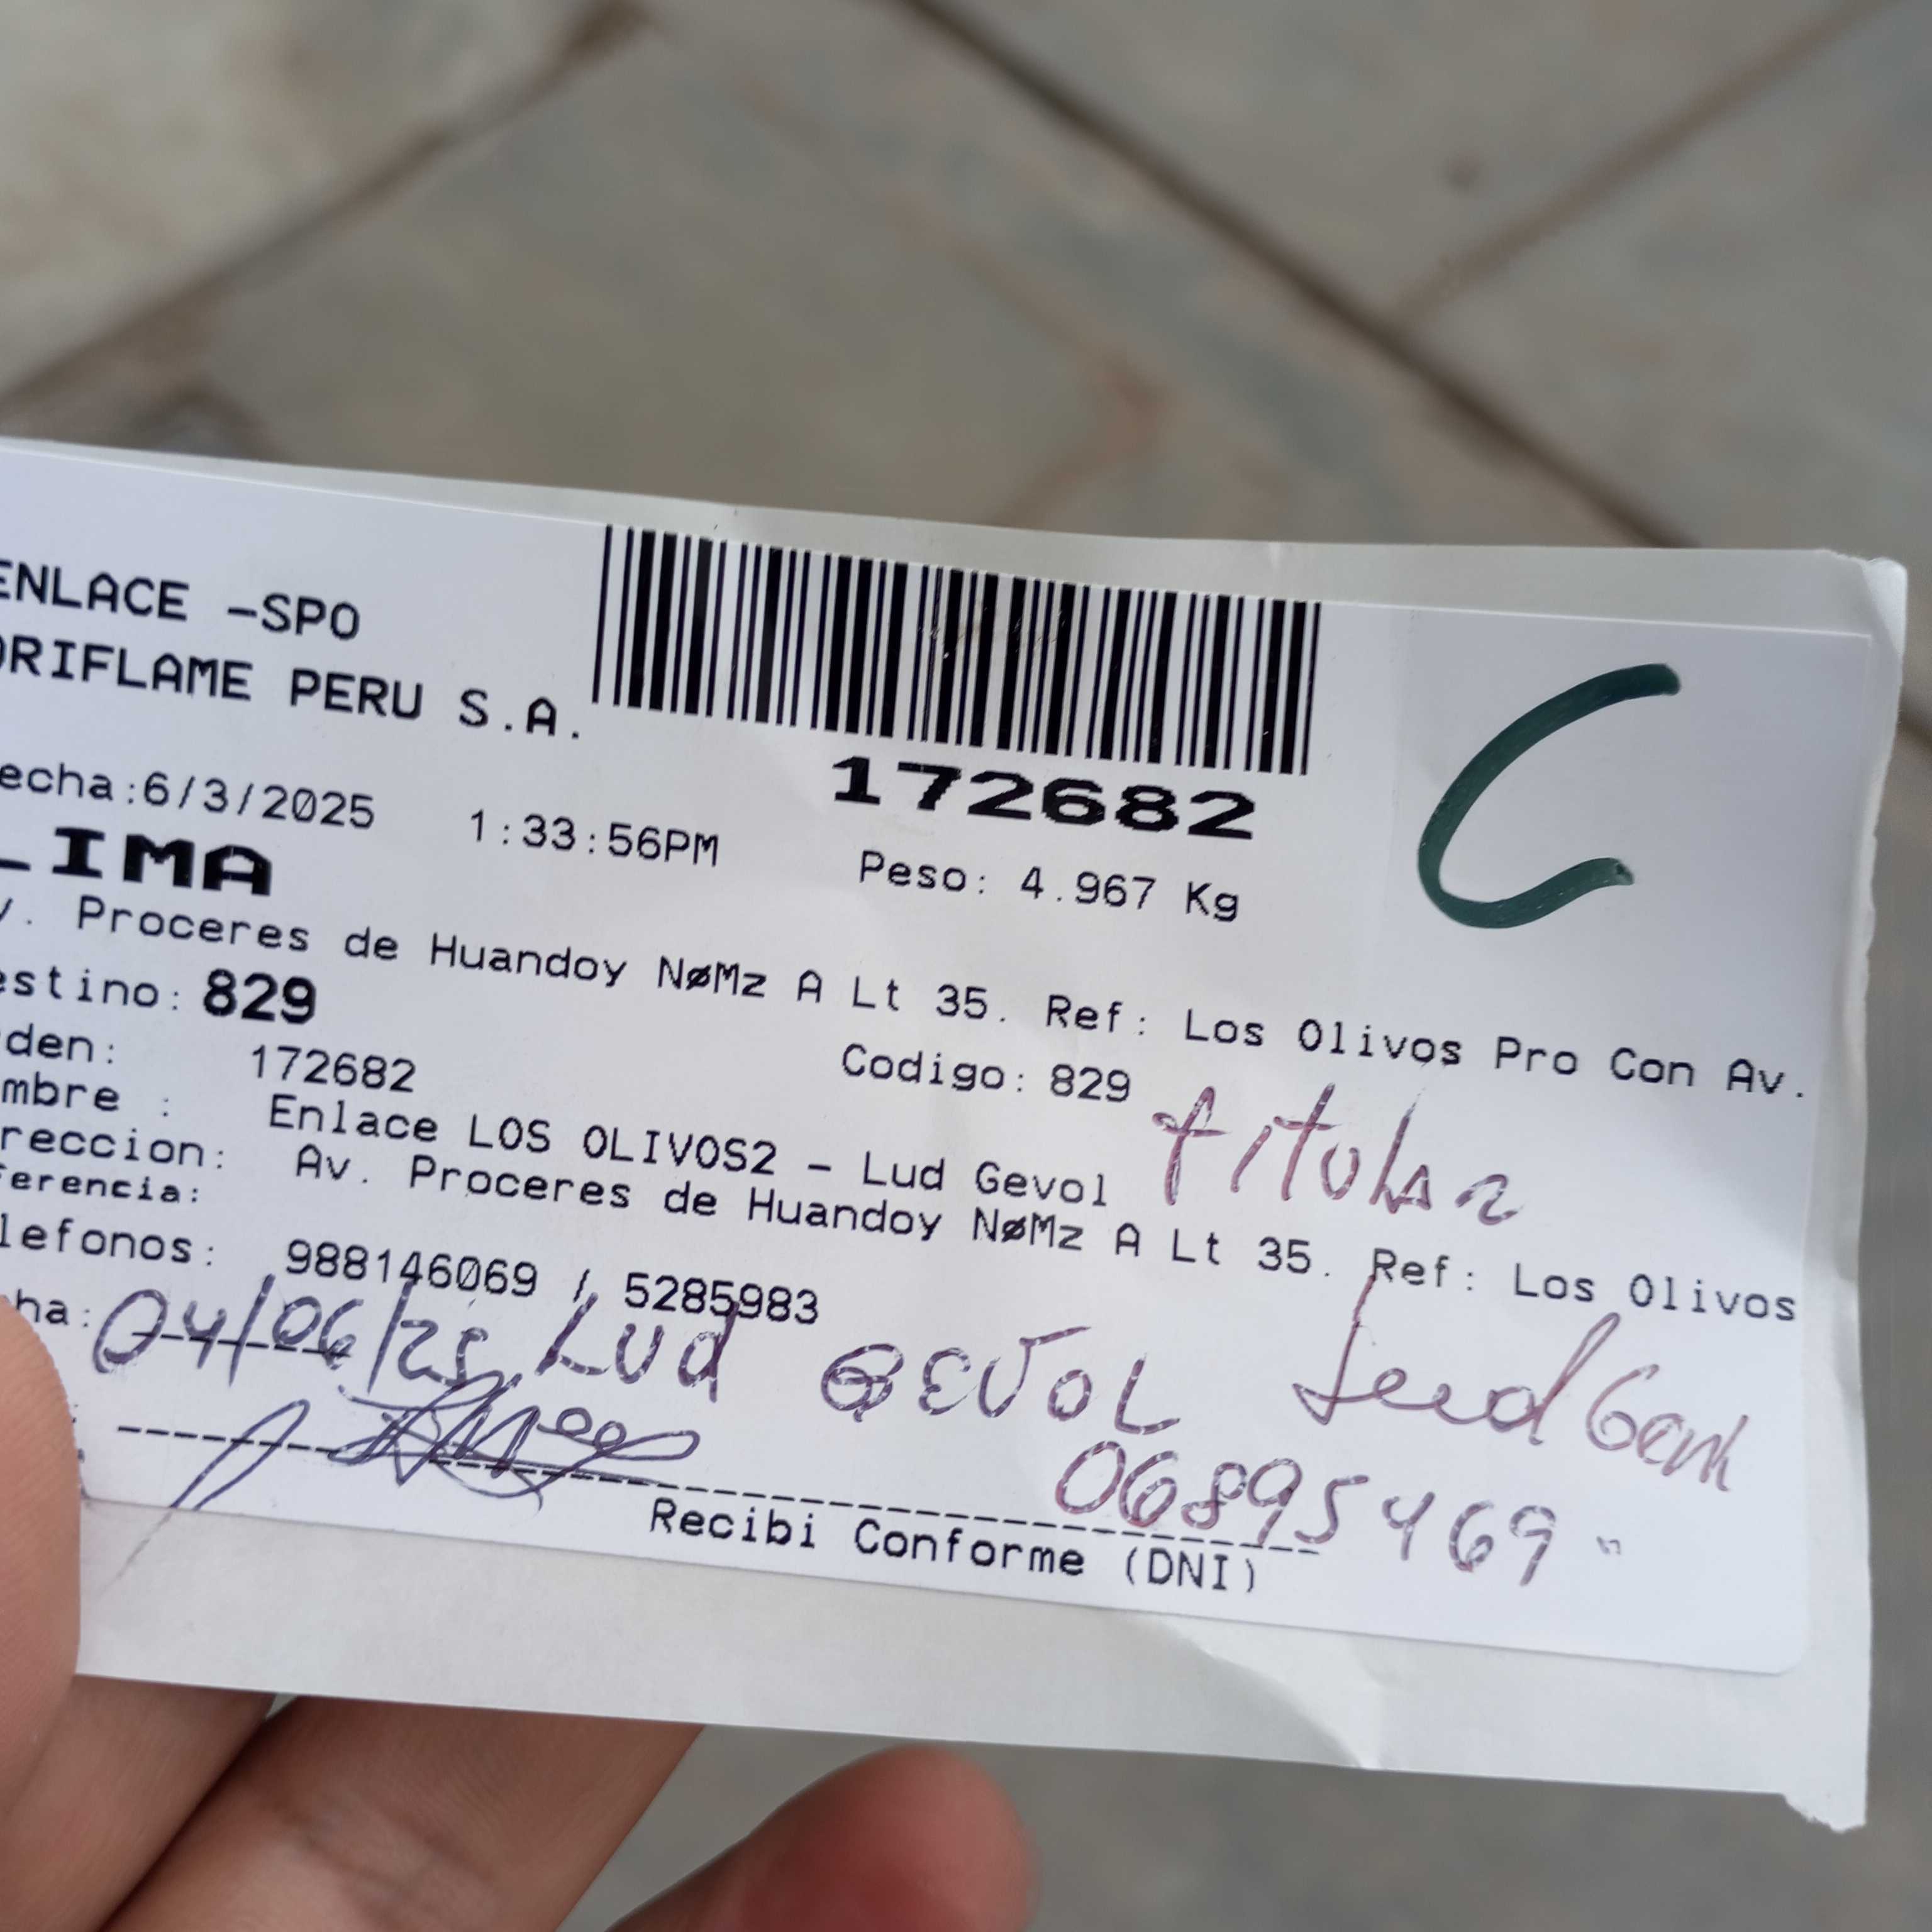 ENLACE -SPO
ORIFLAME PERU S.A.
echa:6/3/2025 1:33:56PM
172682
C
LIMA
Peso: 4.967 Kg
v. Proceres de Huandoy NøMz A Lt 35. Ref: Los Olivos Pro Con Av.
estino: 829
den: 172682 Codigo: 829
mbre : Enlace LOS OLIVOS2 - Lud Gevol titular
reccion: Av. Proceres de Huandoy NøMz A Lt 35. Ref: Los Olivos
ferencia:
lefonos: 988146069 / 5285983
ha: 04/06/25 Lud GEVOL
06895469
Recibi Conforme (DNI)